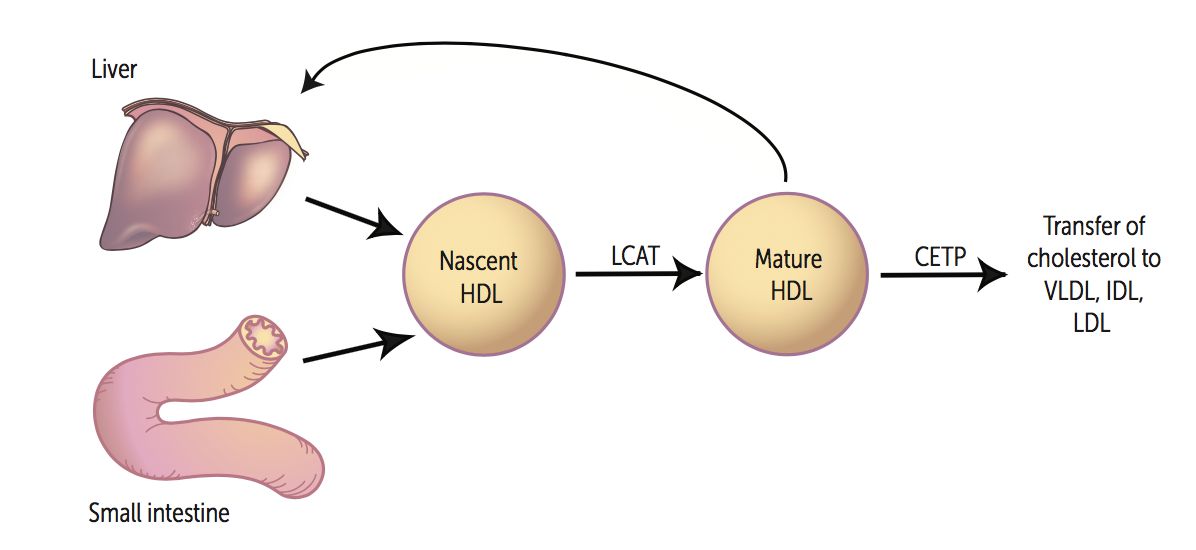 Liver
Nascent
HDL
LCAT
Mature
HDL
CETP
Transfer of
cholesterol to
VLDL, IDL,
LDL
Small intestine